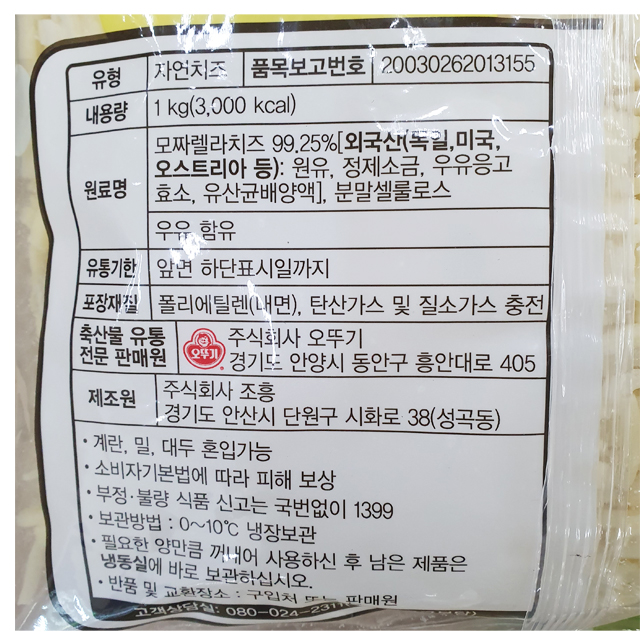 유형 자연치즈 품목보고번호 20030262013155
내용량 1 kg(3,000 kcal)
원료명 모짜렐라치즈 99.25%[외국산(독일,미국,
오스트리아 등): 원유, 정제소금, 우유응고
효소, 유산균배양액], 분말셀룰로스
우유 함유
유통기한 앞면 하단표시일까지
포장재질 폴리에틸렌(내면), 탄산가스 및 질소가스 충전
축산물 유통
전문 판매원 오뚜기 주식회사 오뚜기
경기도 안양시 동안구 흥안대로 405
제조원 주식회사 조흥
경기도 안산시 단원구 시화로 38(성곡동)
· 계란, 밀, 대두 혼입가능
· 소비자기본법에 따라 피해 보상
· 부정·불량 식품 신고는 국번없이 1399
· 보관방법 : 0~10℃ 냉장보관
· 필요한 양만큼 꺼내어 사용하신 후 남은 제품은
냉동실에 바로 보관하십시오.
· 반품 및 교환장소 : 구입처 또는 판매원
고객상담실: 080-024-231